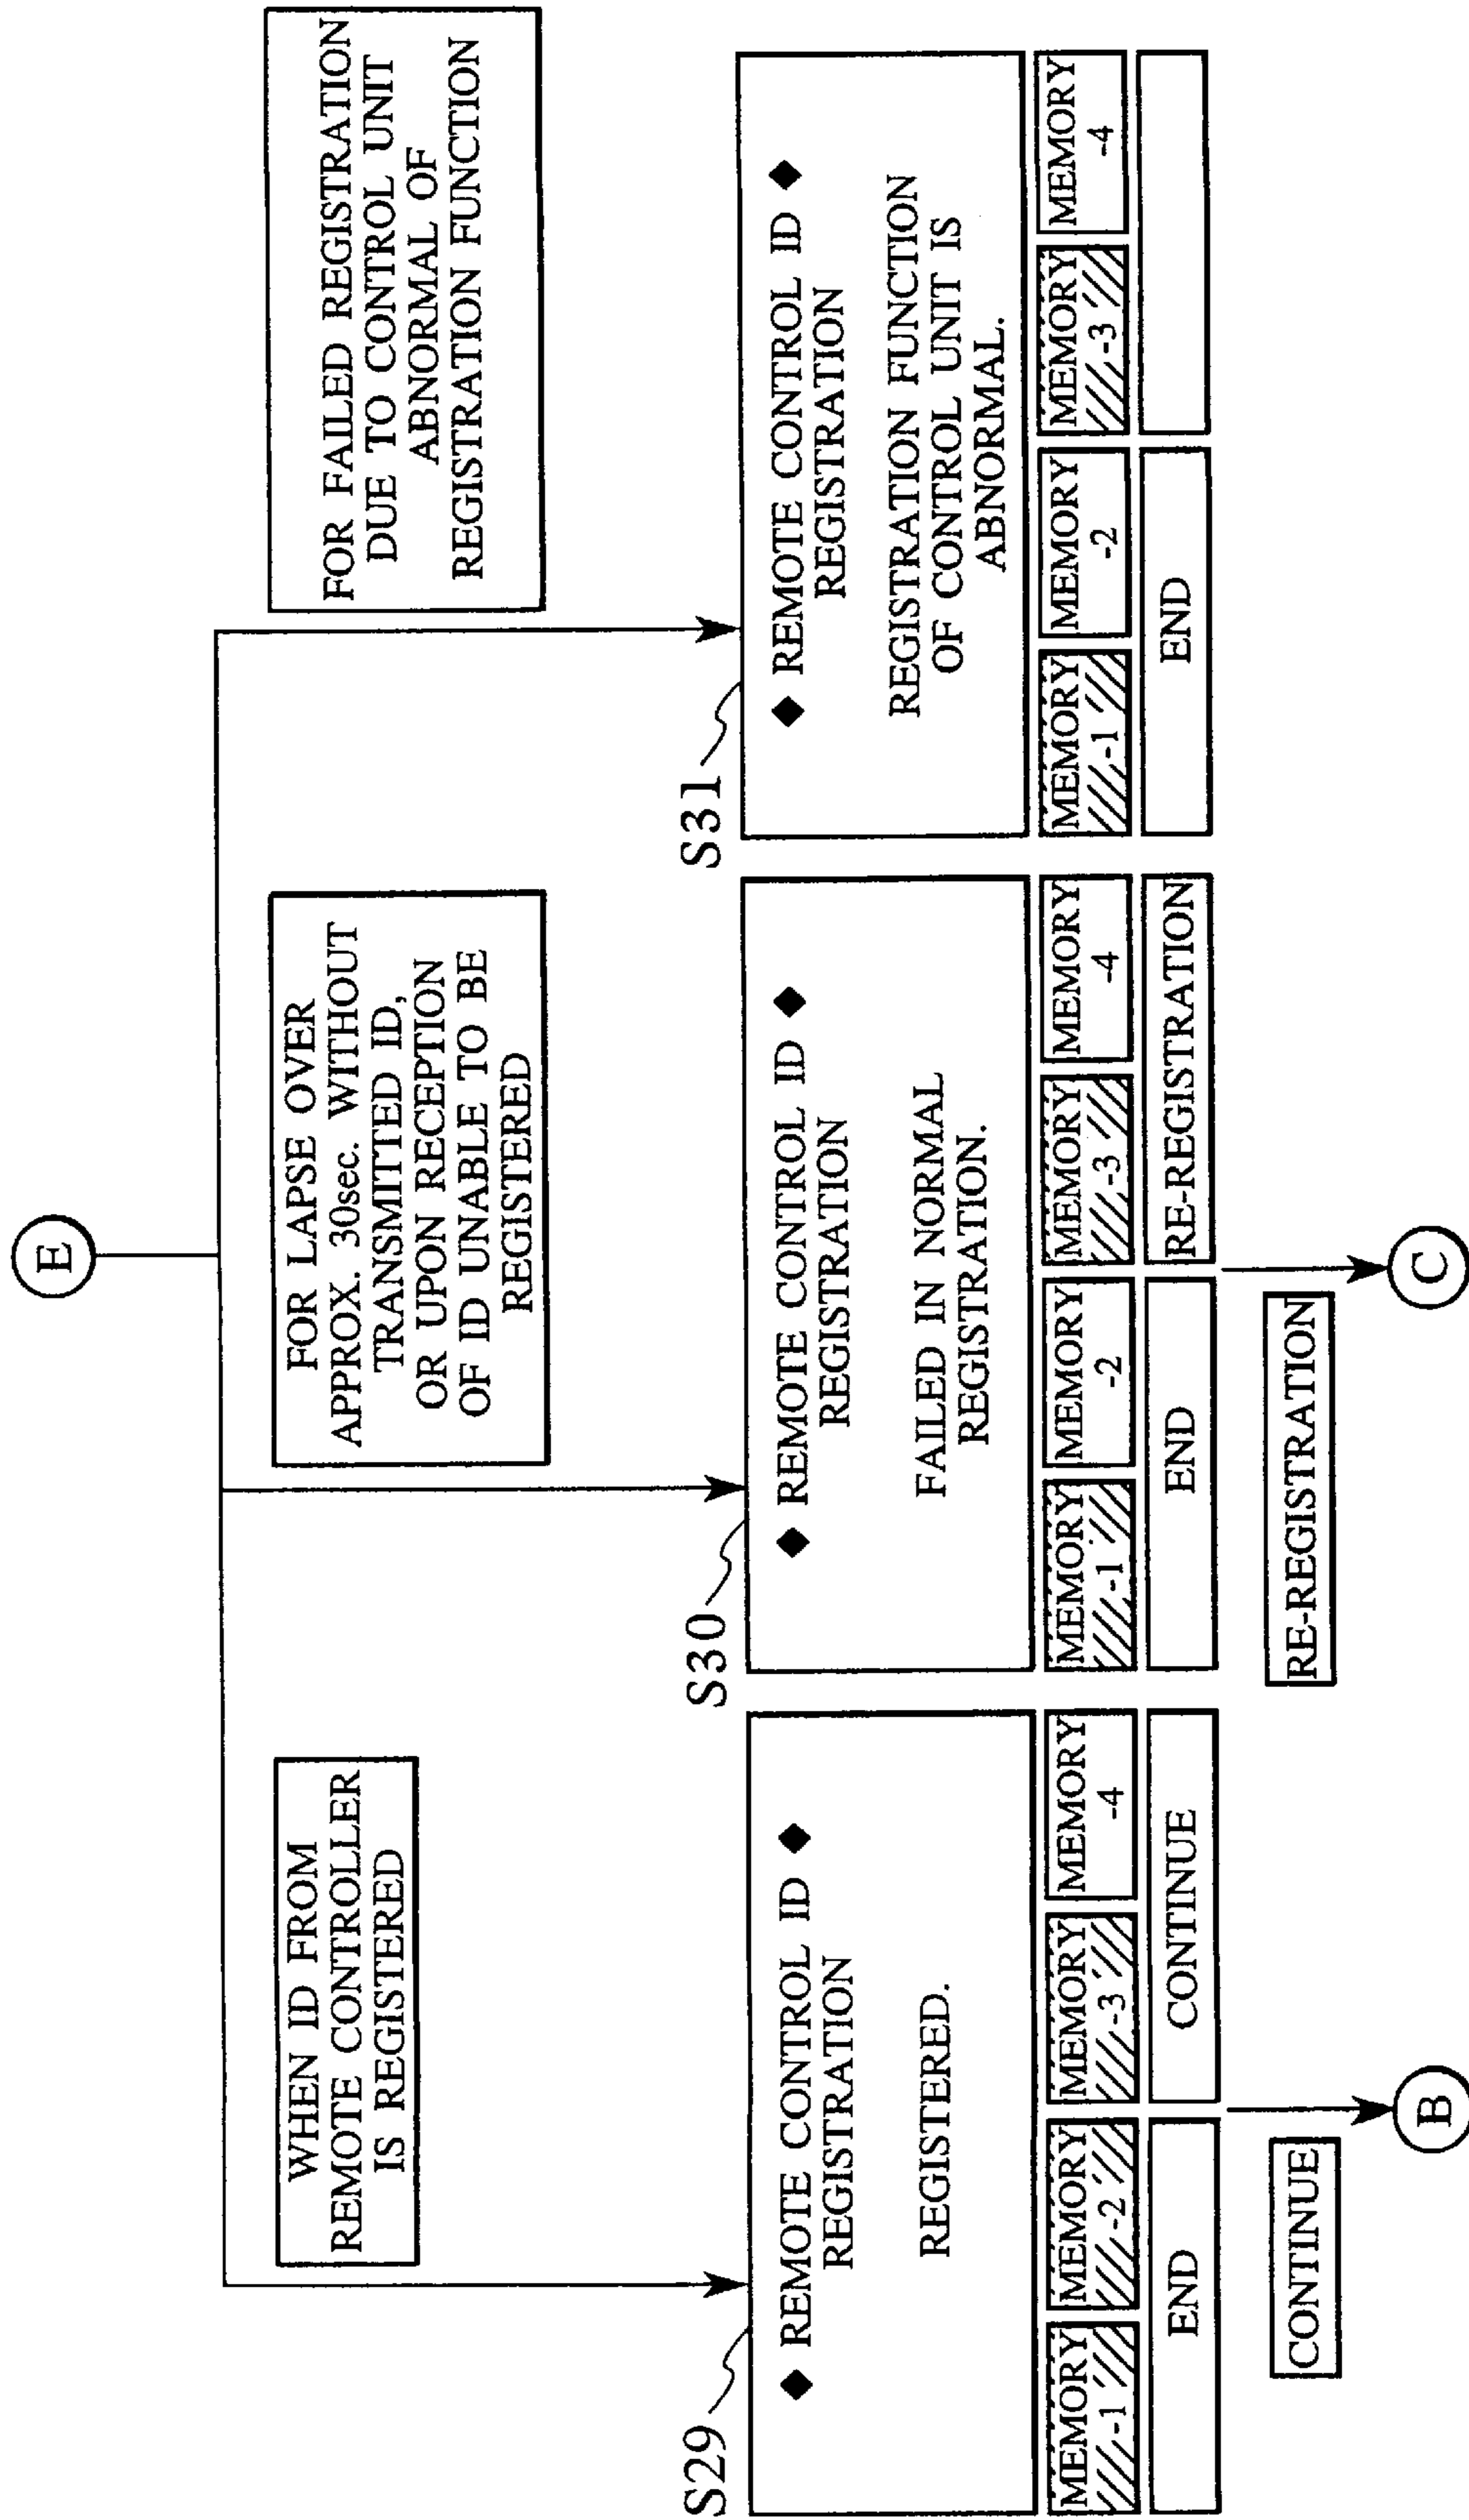 E
WHEN ID FROM
REMOTE CONTROLLER
IS REGISTERED
FOR LAPSE OVER
APPROX. 30sec. WITHOUT
TRANSMITTED ID,
OR UPON RECEPTION
OF ID UNABLE TO BE
REGISTERED
FOR FAILED REGISTRATION
DUE TO CONTROL UNIT
ABNORMAL OF
REGISTRATION FUNCTION
S29
◆ REMOTE CONTROL ID ◆
REGISTRATION
REGISTERED.
MEMORY
-1
MEMORY
-2
MEMORY
-3
MEMORY
-4
END
CONTINUE
CONTINUE
B
S30
◆ REMOTE CONTROL ID ◆
REGISTRATION
FAILED IN NORMAL
REGISTRATION.
MEMORY
-1
MEMORY
-2
MEMORY
-3
MEMORY
-4
END
RE-REGISTRATION
RE-REGISTRATION
C
S31
◆ REMOTE CONTROL ID ◆
REGISTRATION
REGISTRATION FUNCTION
OF CONTROL UNIT IS
ABNORMAL.
MEMORY
-1
MEMORY
-2
MEMORY
-3
MEMORY
-4
END